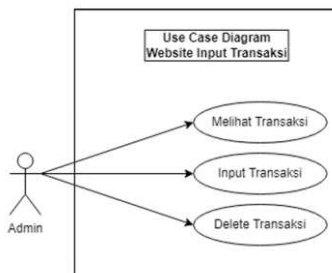 Use Case Diagram
Website Input Transaksi
Melihat Transaksi
Input Transaksi
Delete Transaksi
Admin